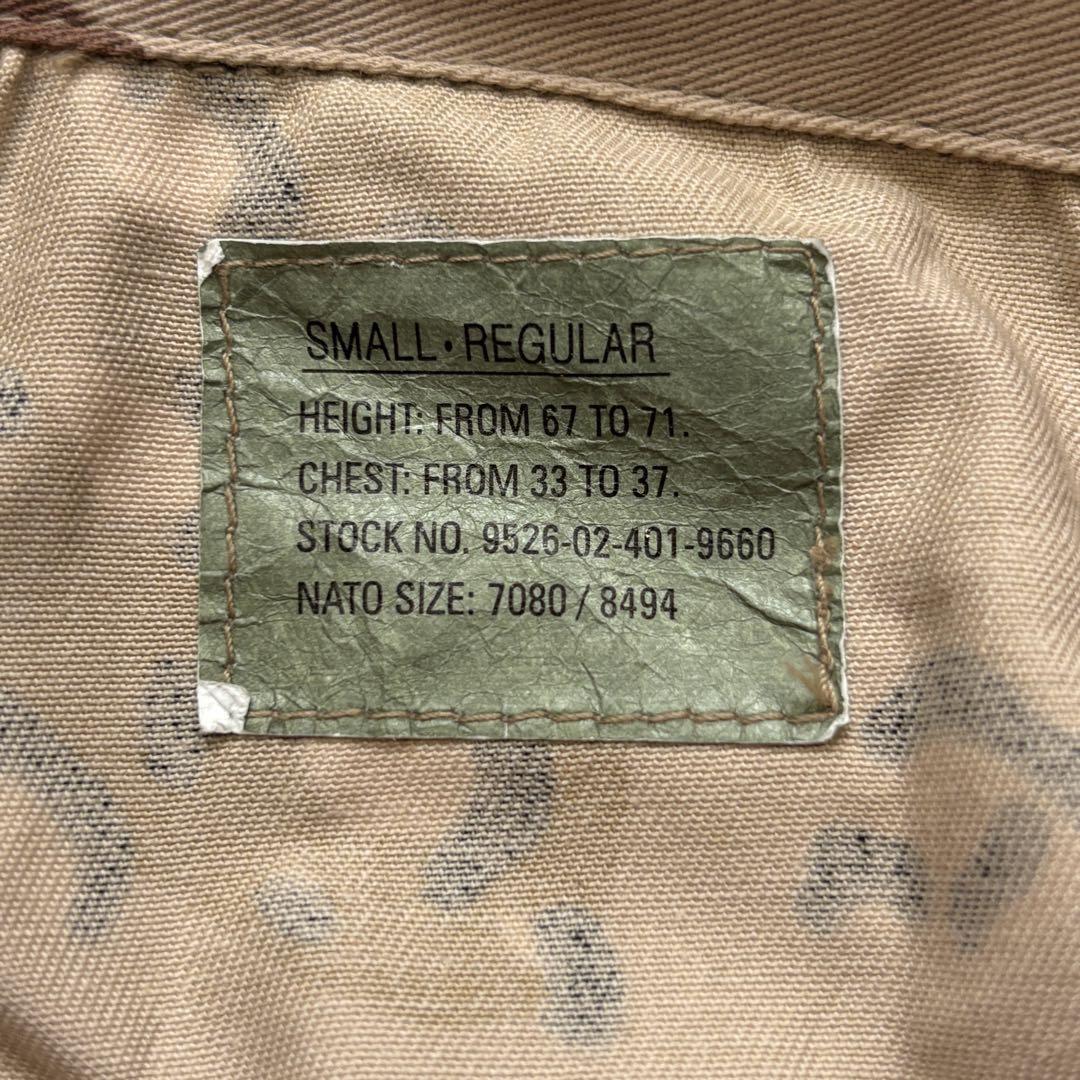 SMALL·REGULAR
HEIGHT: FROM 67 TO 71.
CHEST: FROM 33 TO 37.
STOCK NO. 9526-02-401-9660
NATO SIZE: 7080 / 8494